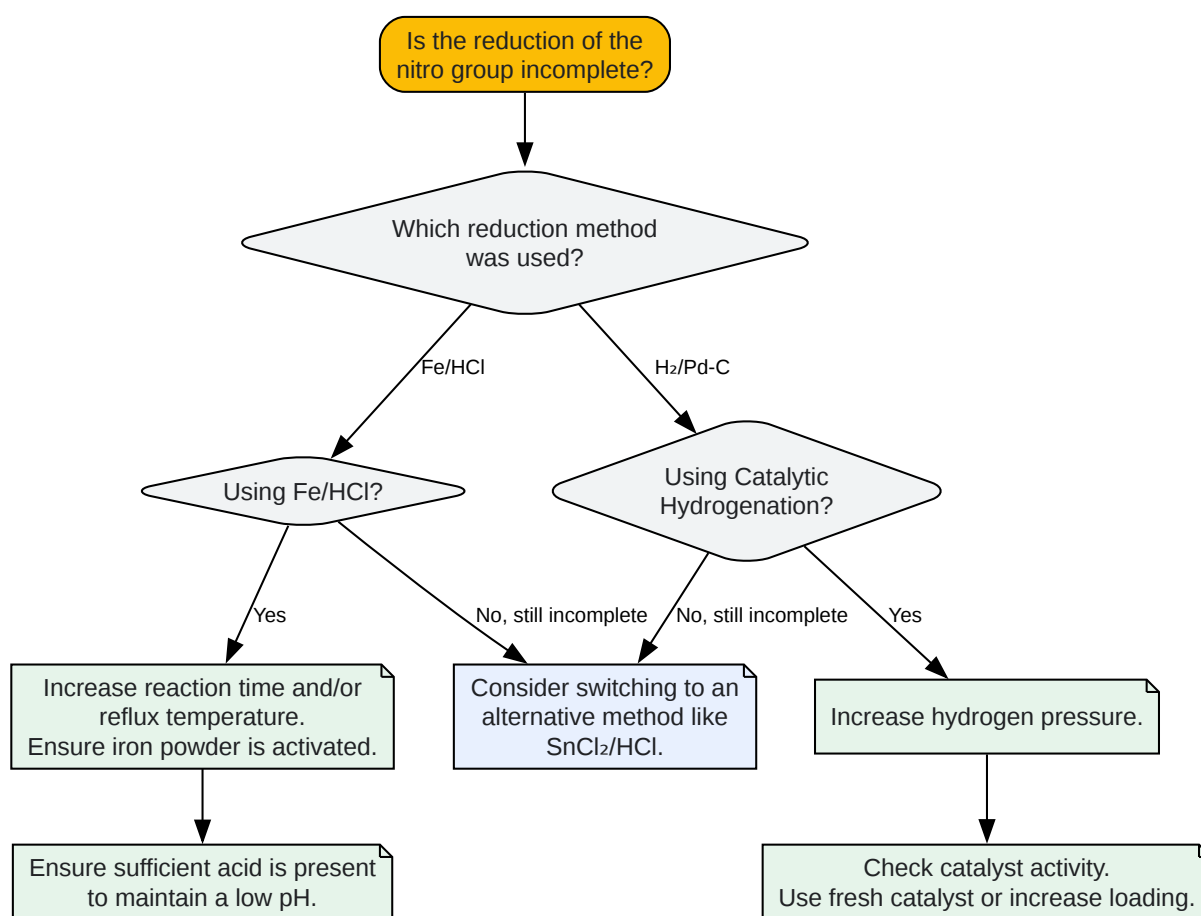 Is the reduction of the
nitro group incomplete?
Which reduction method
was used?
Fe/HCl
H₂/Pd-C
Using Fe/HCl?
Using Catalytic
Hydrogenation?
Yes
No, still incomplete
No, still incomplete
Yes
Increase reaction time and/or
reflux temperature.
Ensure iron powder is activated.
Consider switching to an
alternative method like
SnCl₂/HCl.
Increase hydrogen pressure.
Ensure sufficient acid is present
to maintain a low pH.
Check catalyst activity.
Use fresh catalyst or increase loading.